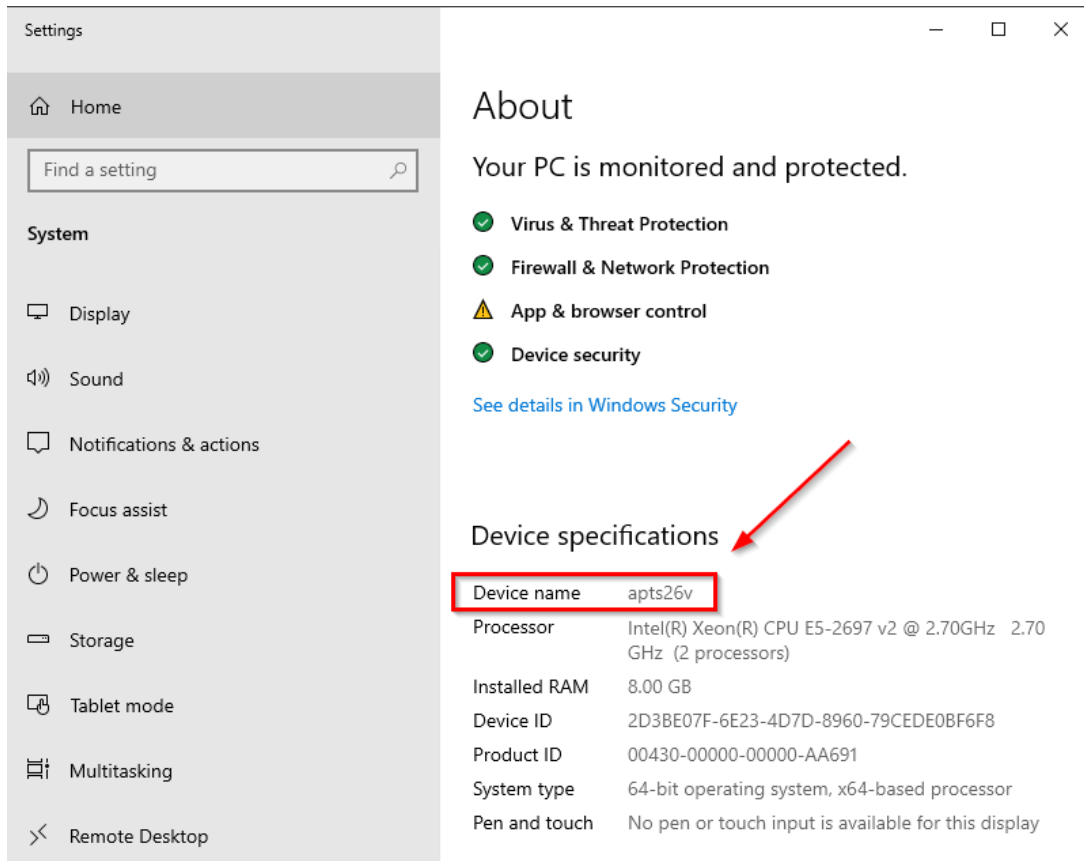 Settings
Home
Find a setting
System
Display
Sound
Notifications & actions
Focus assist
Power & sleep
Storage
Tablet mode
Multitasking
Remote Desktop
About
Your PC is monitored and protected.
Virus & Threat Protection
Firewall & Network Protection
App & browser control
Device security
See details in Windows Security
Device specifications
Device name apts26v
Processor Intel(R) Xeon(R) CPU E5-2697 v2 @ 2.70GHz 2.70
GHz (2 processors)
Installed RAM 8.00 GB
Device ID 2D3BE07F-6E23-4D7D-8960-79CEDE0BF6F8
Product ID 00430-00000-00000-AA691
System type 64-bit operating system, x64-based processor
Pen and touch No pen or touch input is available for this display